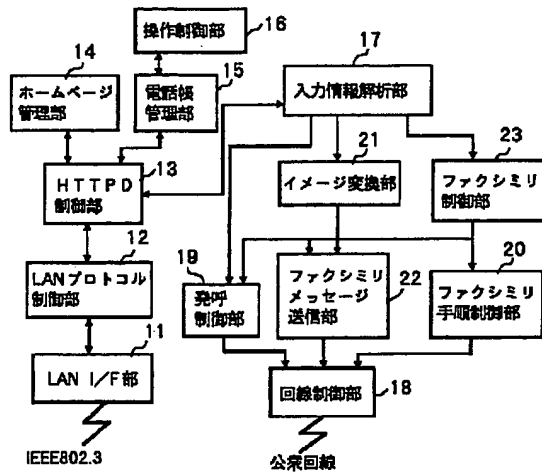 操作制御部
16
14
15
17
ホームページ
管理部
電話帳
管理部
入力情報解析部
13
21
23
HTTPD
制御部
イメージ変換部
ファクシミリ
制御部
12
19
20
LANプロトコル
制御部
発呼
制御部
ファクシミリ
メッセージ
送信部
22
ファクシミリ
手順制御部
11
LAN I/F部
回線制御部
18
IEEE802.3
公衆回線